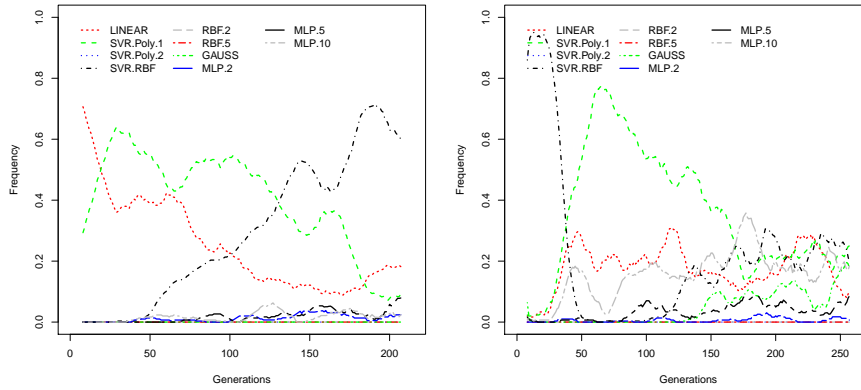 LINEAR
SVR.Poly.1
SVR.Poly.2
SVR.RBF
RBF.2
RBF.5
GAUSS
MLP.2
MLP.5
MLP.10
Frequency
1.0
0.8
0.6
0.4
0.2
0.0
0 50 100 150 200
Generations
LINEAR
SVR.Poly.1
SVR.Poly.2
SVR.RBF
RBF.2
RBF.5
GAUSS
MLP.2
MLP.5
MLP.10
Frequency
1.0
0.8
0.6
0.4
0.2
0.0
0 50 100 150 200 250
Generations